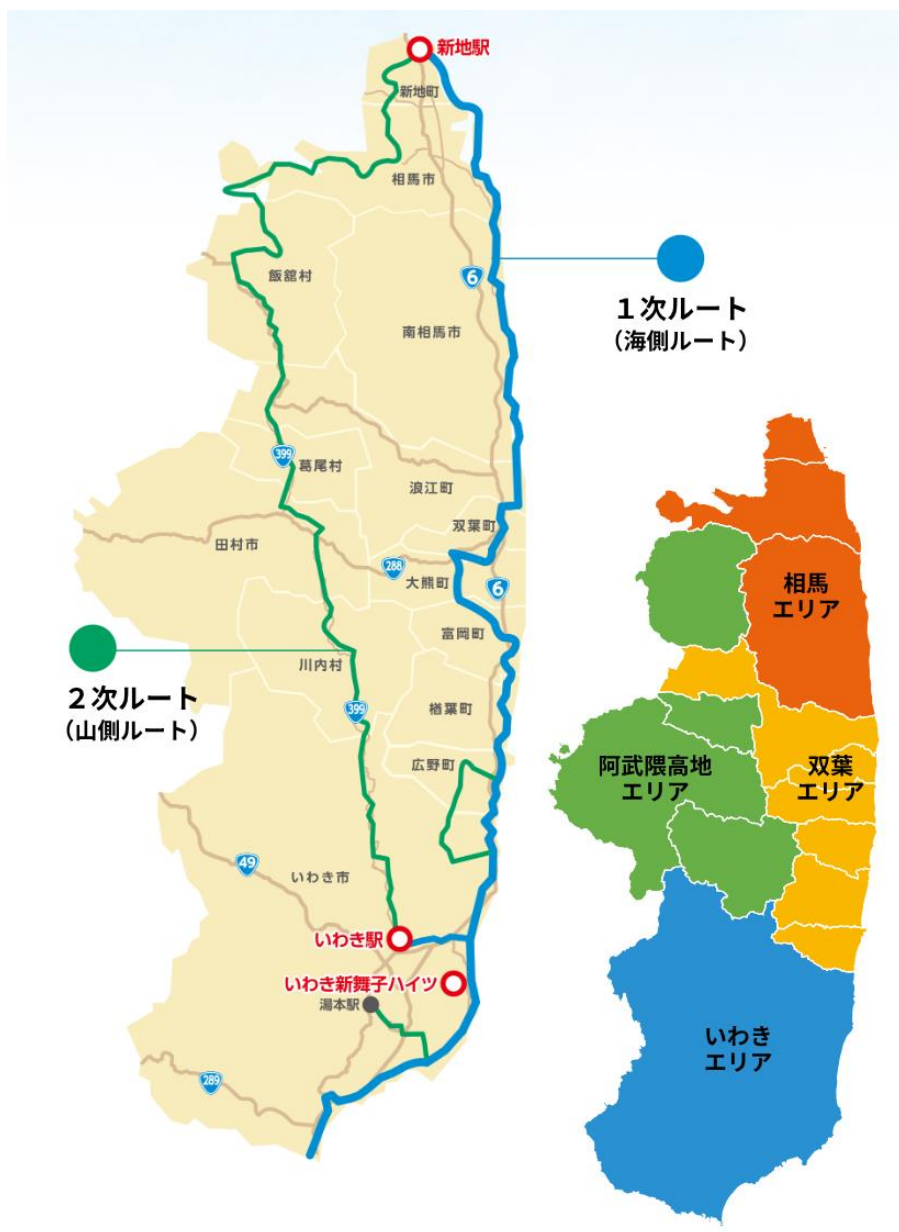 新地駅
新地町
相馬市
飯舘村
6
1次ルート
(海側ルート)
南相馬市
399
葛尾村
浪江町
双葉町
田村市
288
大熊町
6
富岡町
川内村
2次ルート
(山側ルート)
399
楢葉町
広野町
49
いわき市
いわき駅
いわき新舞子ハイツ
湯本駅
289
相馬
エリア
阿武隈高地
エリア
双葉
エリア
いわき
エリア